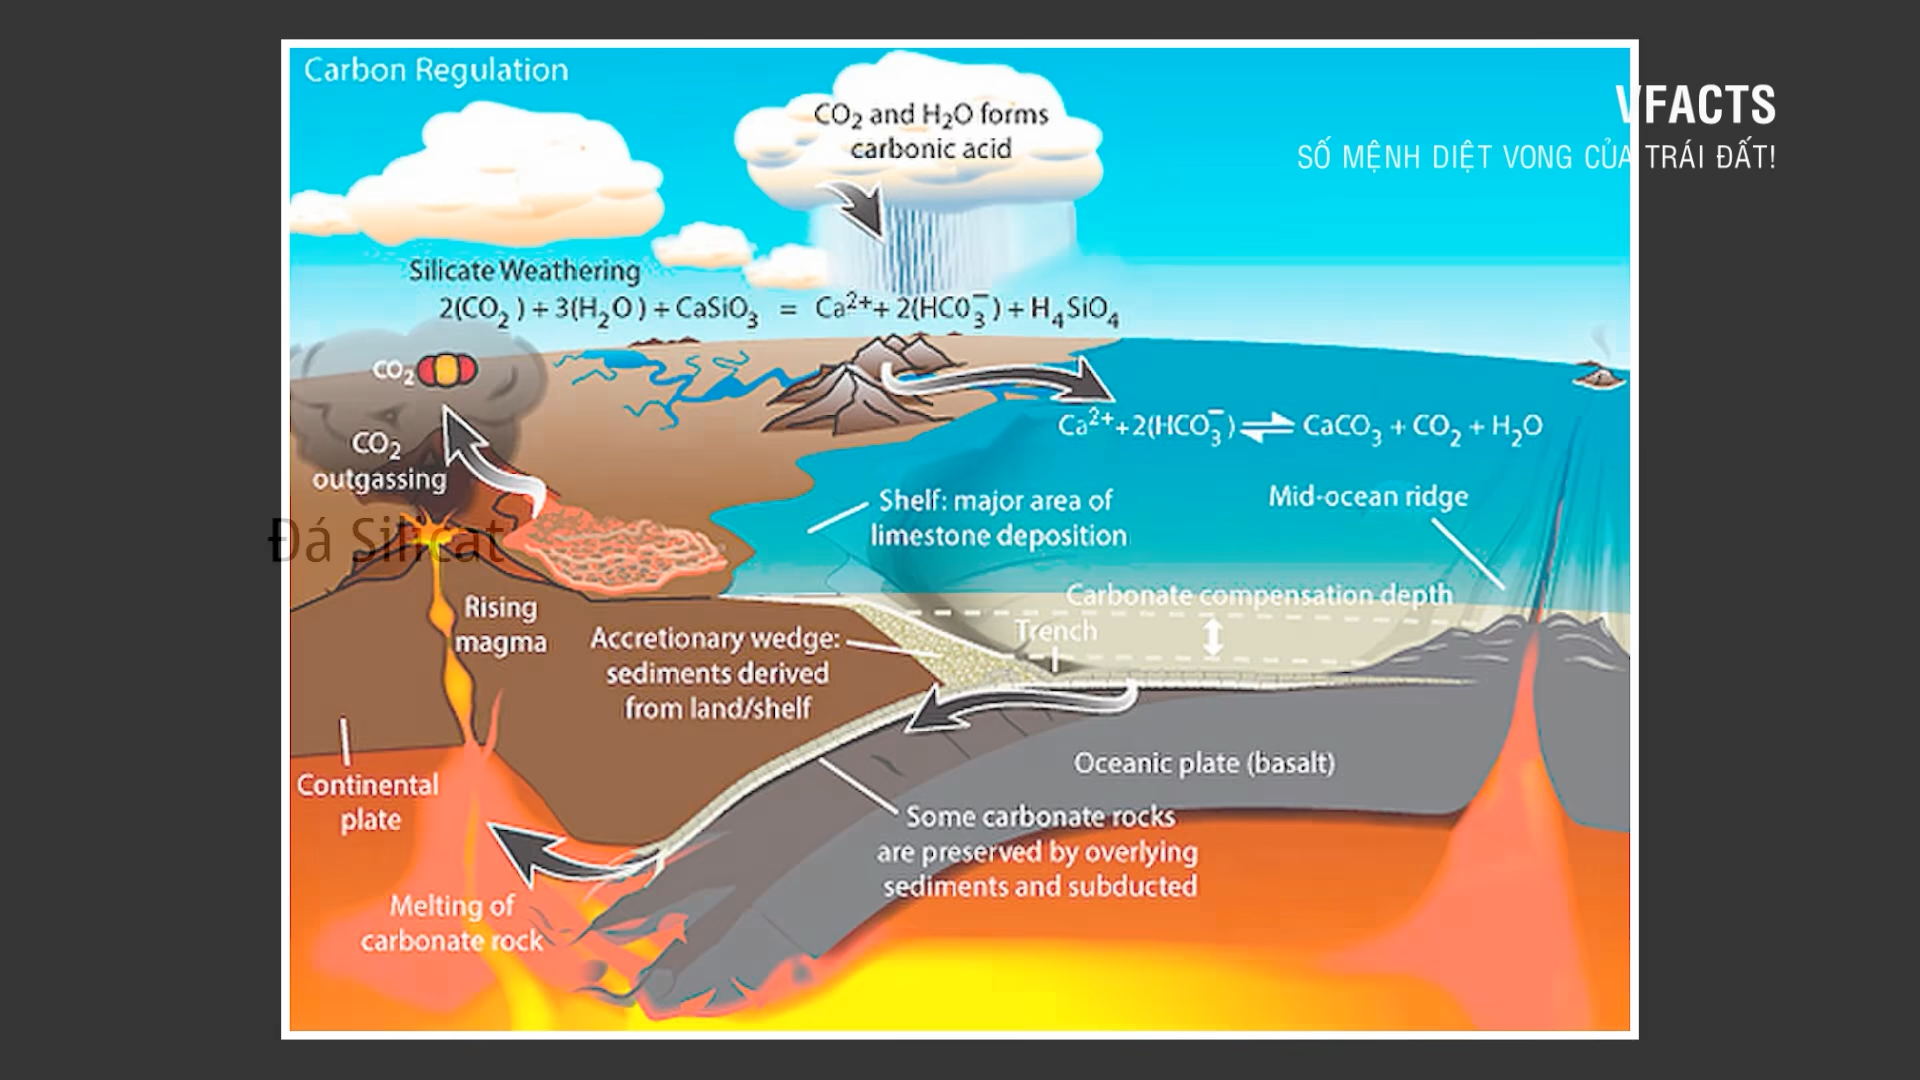 Carbon Regulation
VFACTS
SỐ MỆNH DIỆT VONG CỦA TRÁI ĐẤT!
CO₂ and H₂O forms
carbonic acid
Silicate Weathering
2(CO₂) + 3(H₂O) + CaSiO₃ = Ca²⁺ + 2(HCO₃⁻) + H₄SiO₄
CO₂
CO₂
outgassing
Ca²⁺+2(HCO₃⁻) ⇌ CaCO₃ + CO₂ + H₂O
Shelf: major area of
limestone deposition
Mid-ocean ridge
Đá Silicat
Rising
magma
Accretionary wedge:
sediments derived
from land/shelf
Carbonate compensation depth
Trench
Continental
plate
Oceanic plate (basalt)
Some carbonate rocks
are preserved by overlying
sediments and subducted
Melting of
carbonate rock